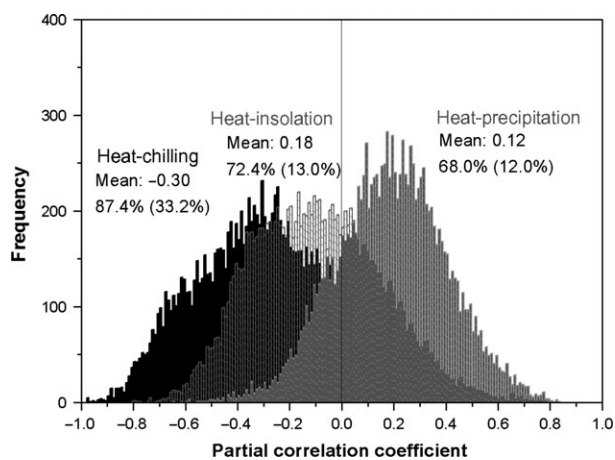 400
300
200
100
0
Frequency
Heat-chilling
Mean: –0.30
87.4% (33.2%)
Heat-insolation
Mean: 0.18
72.4% (13.0%)
Heat-precipitation
Mean: 0.12
68.0% (12.0%)
–1.0 –0.8 –0.6 –0.4 –0.2 0.0 0.2 0.4 0.6 0.8 1.0
Partial correlation coefficient